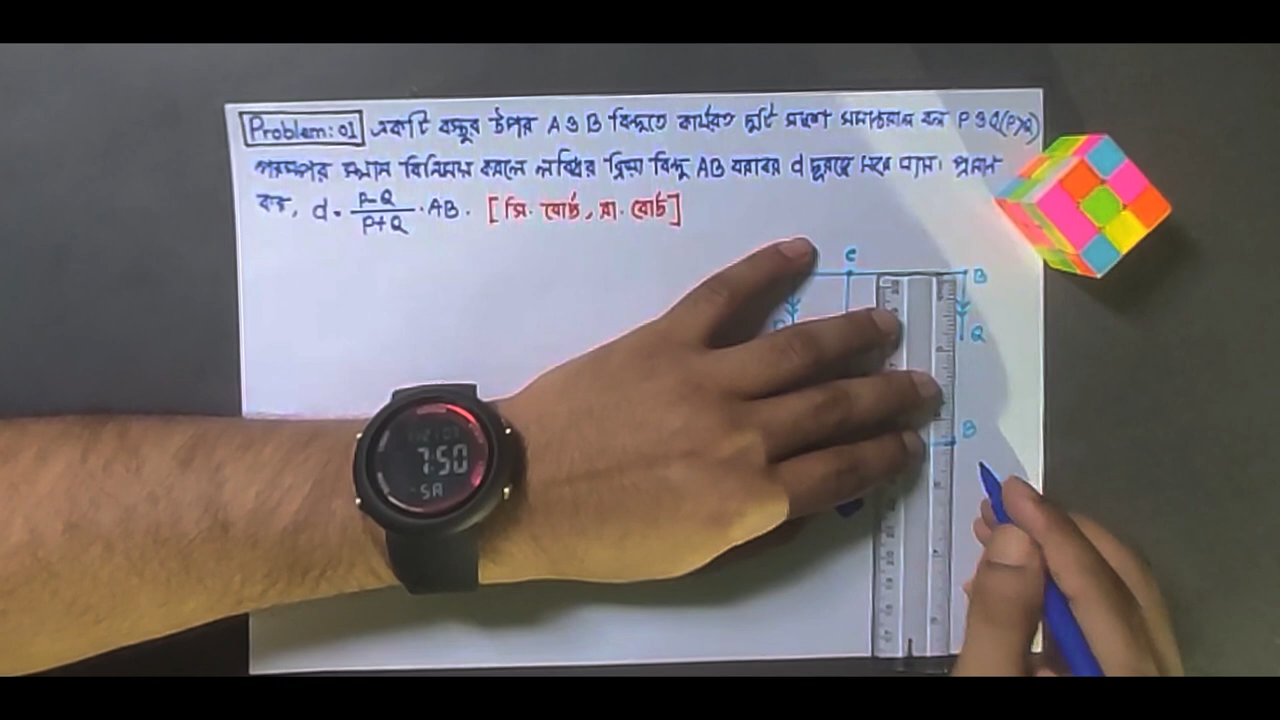 Problem: 01 একটি বস্তুর উপর A ও B বিন্দুতে কার্যরত দুটি সদৃশ সমান্তরাল বল P ও Q(P>Q)
পরস্পর স্থান বিনিময় করলে লব্ধির ক্রিয়া বিন্দু AB বরাবর d দূরত্বে সরে যায়। প্রমাণ
কর, d = P-Q / P+Q · AB. [সি. বোর্ড, রা. বোর্ড]
C
B
Q
B
7:50
SA